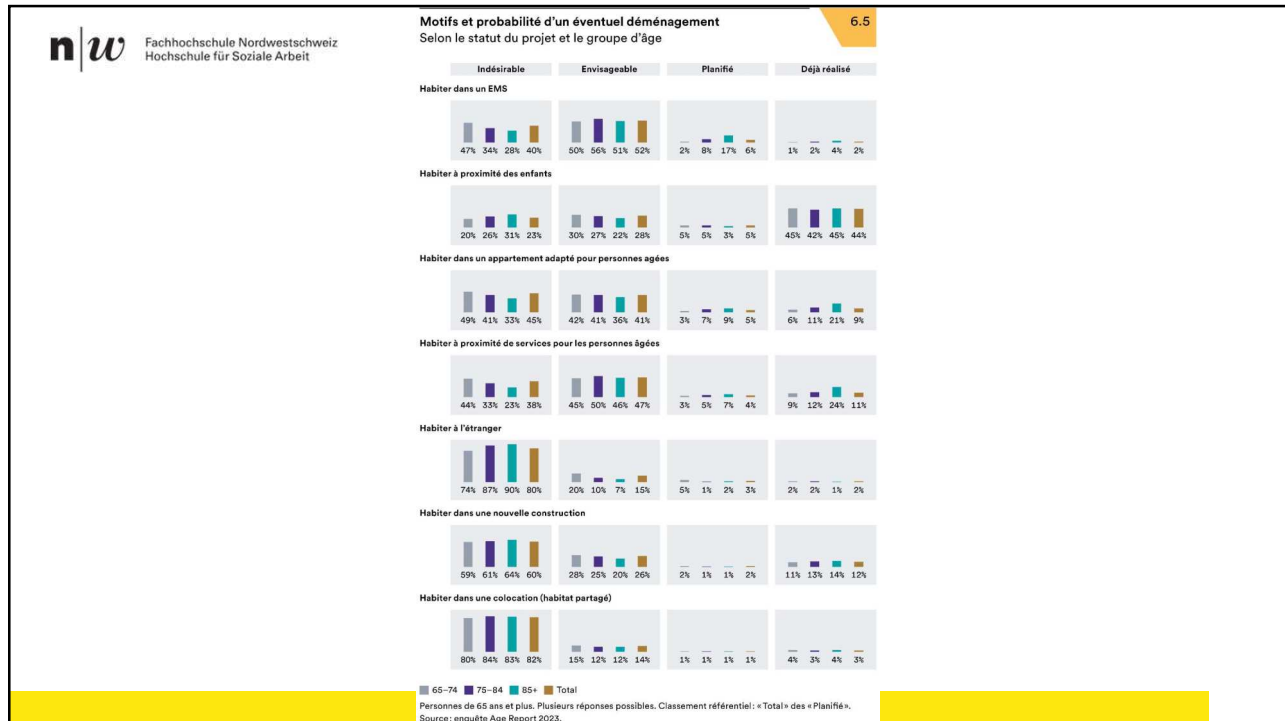 n|w Fachhochschule Nordwestschweiz
Hochschule für Soziale Arbeit
Motifs et probabilité d'un éventuel déménagement 6.5
Selon le statut du projet et le groupe d'âge
Indésirable Envisageable Planifié Déjà réalisé
Habiter dans un EMS
47% 34% 28% 40% 50% 56% 51% 52% 2% 8% 17% 6% 1% 2% 4% 2%
Habiter à proximité des enfants
20% 26% 31% 23% 30% 27% 22% 28% 5% 5% 3% 5% 45% 42% 45% 44%
Habiter dans un appartement adapté pour personnes agées
49% 41% 33% 45% 42% 41% 36% 41% 3% 7% 9% 5% 6% 11% 21% 9%
Habiter à proximité de services pour les personnes âgées
44% 33% 23% 38% 45% 50% 46% 47% 3% 5% 7% 4% 9% 12% 24% 11%
Habiter à l'étranger
74% 87% 90% 80% 20% 10% 7% 15% 5% 1% 2% 3% 2% 2% 1% 2%
Habiter dans une nouvelle construction
59% 61% 64% 60% 28% 25% 20% 26% 2% 1% 1% 2% 11% 13% 14% 12%
Habiter dans une colocation (habitat partagé)
80% 84% 83% 82% 15% 12% 12% 14% 1% 1% 1% 1% 4% 3% 4% 3%
65–74 75–84 85+ Total
Personnes de 65 ans et plus. Plusieurs réponses possibles. Classement référentiel: «Total» des «Planifié».
Source: enquête Age Report 2023.